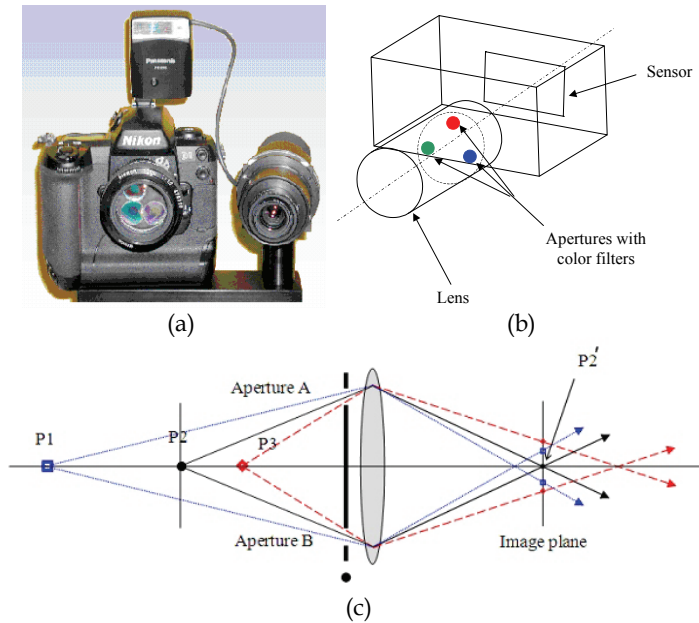 Panasonic
Nikon
(a)
Sensor
Apertures with
color filters
Lens
(b)
P2'
Aperture A
P1
P2
P3
Aperture B
Image plane
(c)